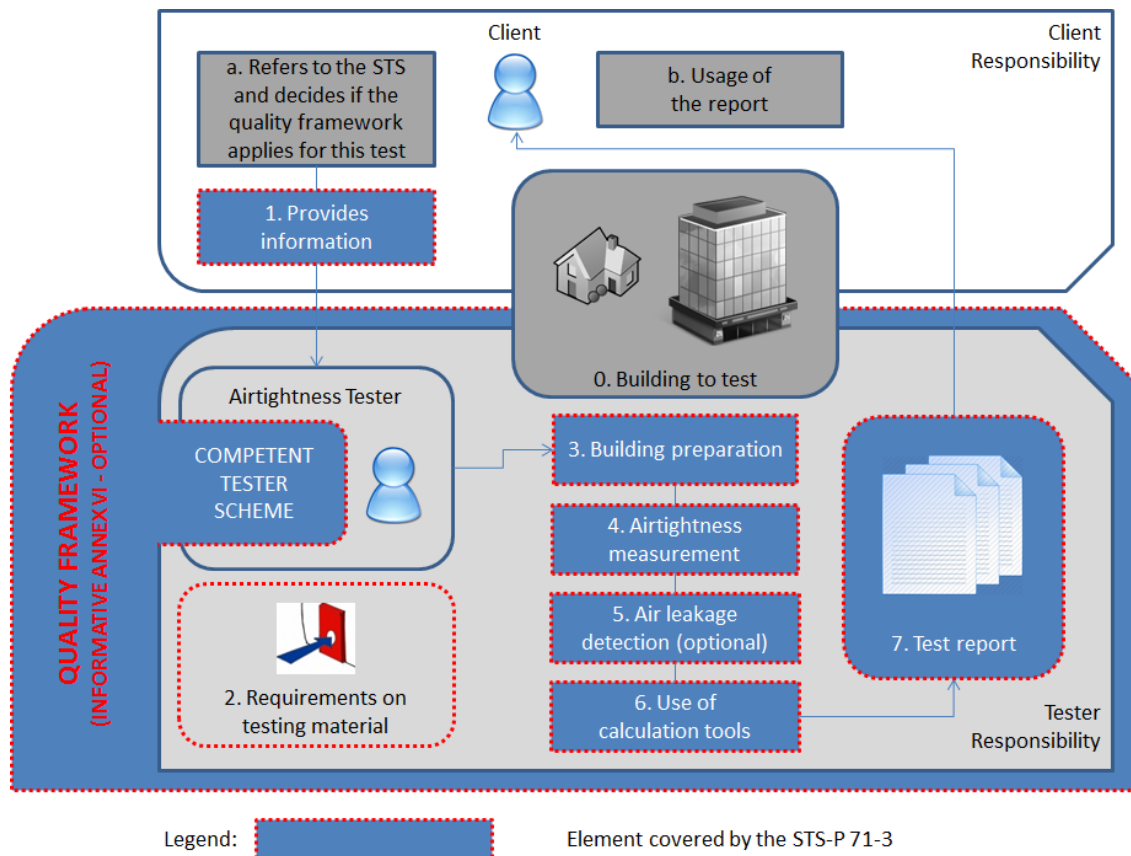 Client
Client
Responsibility
a. Refers to the STS
and decides if the
quality framework
applies for this test
b. Usage of
the report
1. Provides
information
0. Building to test
QUALITY FRAMEWORK
(INFORMATIVE ANNEX VI - OPTIONAL)
Airtightness Tester
COMPETENT
TESTER
SCHEME
2. Requirements on
testing material
3. Building preparation
4. Airtightness
measurement
5. Air leakage
detection (optional)
6. Use of
calculation tools
7. Test report
Tester
Responsibility
Legend:
Element covered by the STS-P 71-3